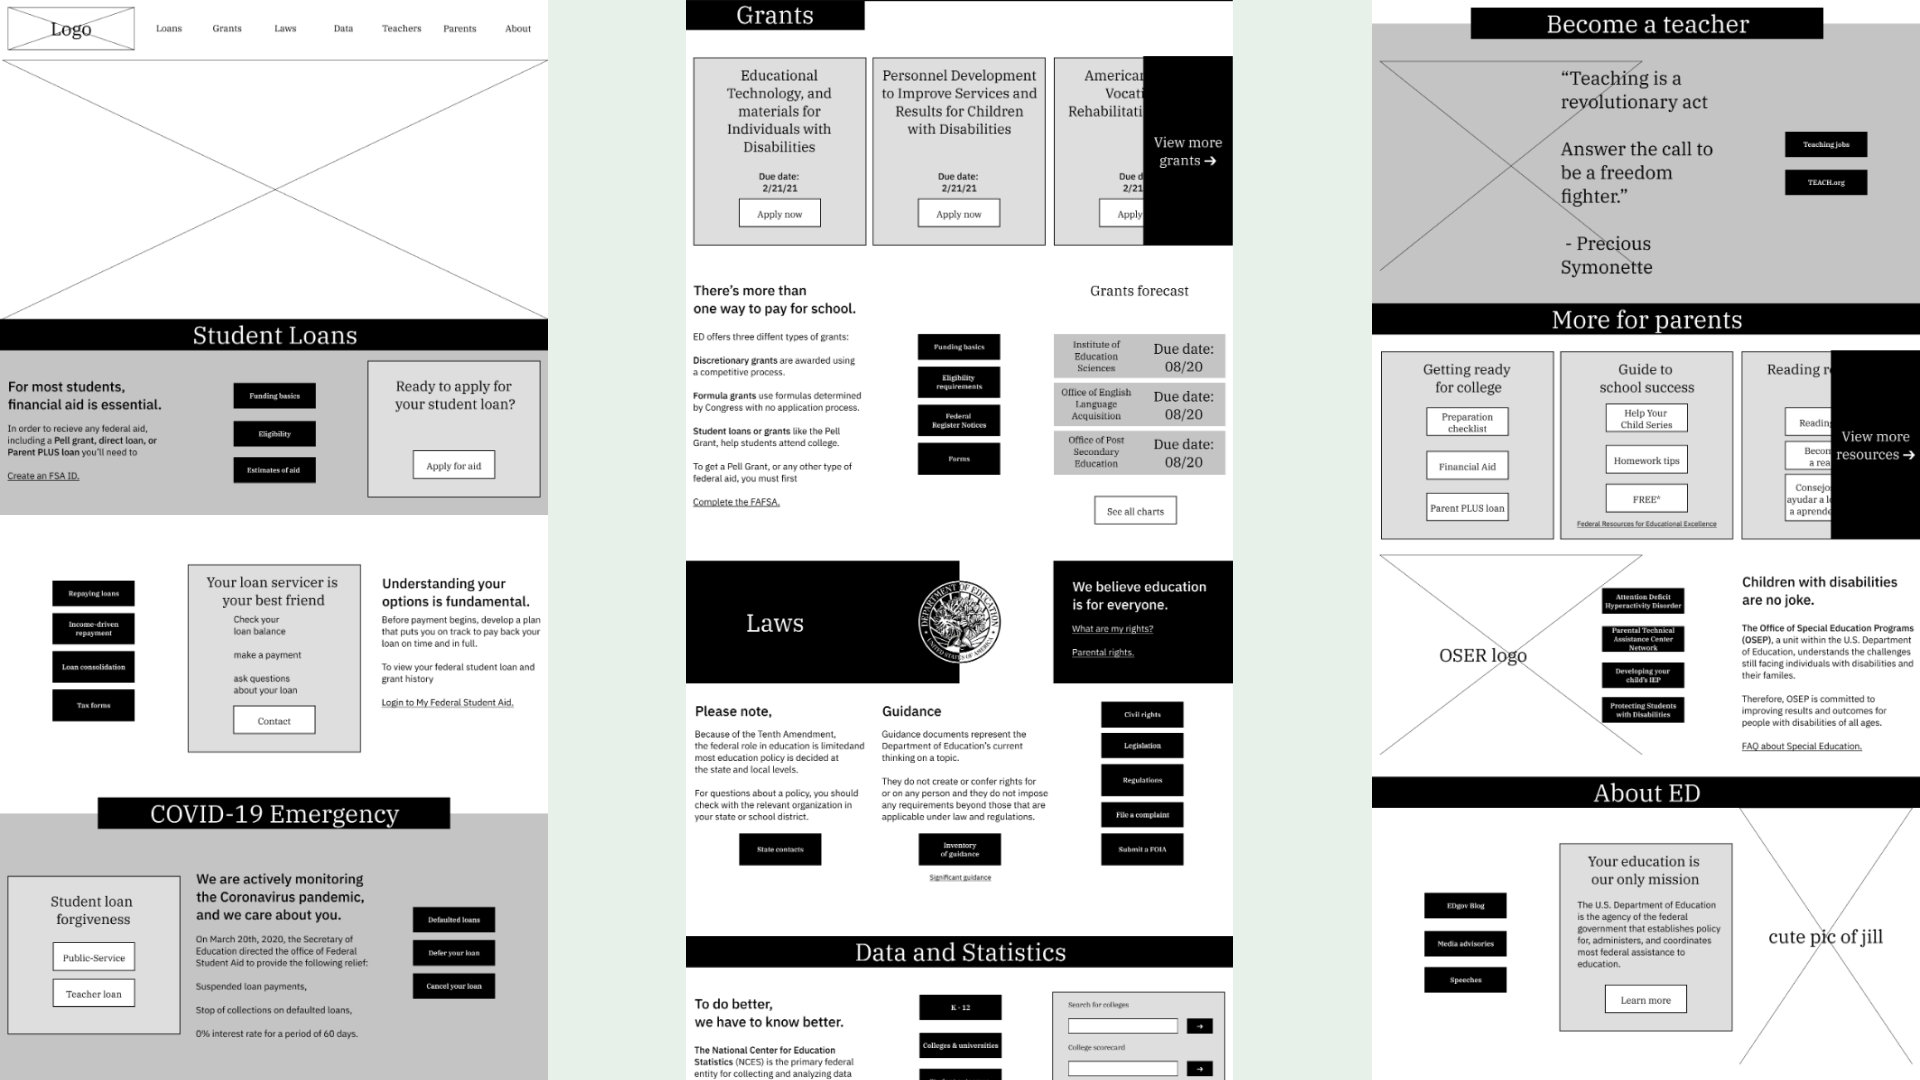 Logo
Loans
Grants
Laws
Data
Teachers
Parents
About
Student Loans
For most students,
financial aid is essential.
In order to recieve any federal aid,
including a Pell grant, direct loan, or
Parent PLUS loan you'll need to
Create an FSA ID.
Funding basics
Eligibility
Estimates of aid
Ready to apply for
your student loan?
Apply for aid
Repaying loans
Income-driven
repayment
Loan consolidation
Tax forms
Your loan servicer is
your best friend
Check your
loan balance
make a payment
ask questions
about your loan
Contact
Understanding your
options is fundamental.
Before payment begins, develop a plan
that puts you on track to pay back your
loan on time and in full.
To view your federal student loan and
grant history
Login to My Federal Student Aid.
COVID-19 Emergency
Student loan
forgiveness
Public-Service
Teacher loan
We are actively monitoring
the Coronavirus pandemic,
and we care about you.
On March 20th, 2020, the Secretary of
Education directed the office of Federal
Student Aid to provide the following relief:
Suspended loan payments,
Stop of collections on defaulted loans,
0% interest rate for a period of 60 days.
Defaulted loans
Defer your loan
Cancel your loan
Grants
Educational
Technology, and
materials for
Individuals with
Disabilities
Due date:
2/21/21
Apply now
Personnel Development
to Improve Services and
Results for Children
with Disabilities
Due date:
2/21/21
Apply now
American
Vocati
Rehabilitati
Due d
2/21
Apply
View more
grants ➔
There's more than
one way to pay for school.
ED offers three diffent types of grants:
Discretionary grants are awarded using
a competitive process.
Formula grants use formulas determined
by Congress with no application process.
Student loans or grants like the Pell
Grant, help students attend college.
To get a Pell Grant, or any other type of
federal aid, you must first
Complete the FAFSA.
Funding basics
Eligibility
requirements
Federal
Register Notices
Forms
Grants forecast
Institute of
Education
Sciences
Due date:
08/20
Office of English
Language
Acquisition
Due date:
08/20
Office of Post
Secondary
Education
Due date:
08/20
See all charts
Laws
DEPARTMENT OF EDUCATION
UNITED STATES OF AMERICA
We believe education
is for everyone.
What are my rights?
Parental rights.
Please note,
Because of the Tenth Amendment,
the federal role in education is limitedand
most education policy is decided at
the state and local levels.
For questions about a policy, you should
check with the relevant organization in
your state or school district.
State contacts
Guidance
Guidance documents represent the
Department of Education's current
thinking on a topic.
They do not create or confer rights for
or on any person and they do not impose
any requirements beyond those that are
applicable under law and regulations.
Inventory
of guidance
Significant guidance
Civil rights
Legislation
Regulations
File a complaint
Submit a FOIA
Data and Statistics
To do better,
we have to know better.
The National Center for Education
Statistics (NCES) is the primary federal
entity for collecting and analyzing data
K - 12
Colleges & universities
Search for colleges
➔
College scorecard
➔
Become a teacher
“Teaching is a
revolutionary act
Answer the call to
be a freedom
fighter.”
- Precious
Symonette
Teaching jobs
TEACH.org
More for parents
Getting ready
for college
Preparation
checklist
Financial Aid
Parent PLUS loan
Guide to
school success
Help Your
Child Series
Homework tips
FREE*
Federal Resources for Educational Excellence
Reading r
Reading
Becom
a rea
Consejo
ayudar a l
a aprende
View more
resources ➔
OSER logo
Attention Deficit
Hyperactivity Disorder
Parental Technical
Assistance Center
Network
Developing your
child's IEP
Protecting Students
with Disabilities
Children with disabilities
are no joke.
The Office of Special Education Programs
(OSEP), a unit within the U.S. Department
of Education, understands the challenges
still facing individuals with disabilities and
their familes.
Therefore, OSEP is committed to
improving results and outcomes for
people with disabilities of all ages.
FAQ about Special Education.
About ED
EDgov Blog
Media advisories
Speeches
Your education is
our only mission
The U.S. Department of Education
is the agency of the federal
government that establishes policy
for, administers, and coordinates
most federal assistance to
education.
Learn more
cute pic of jill